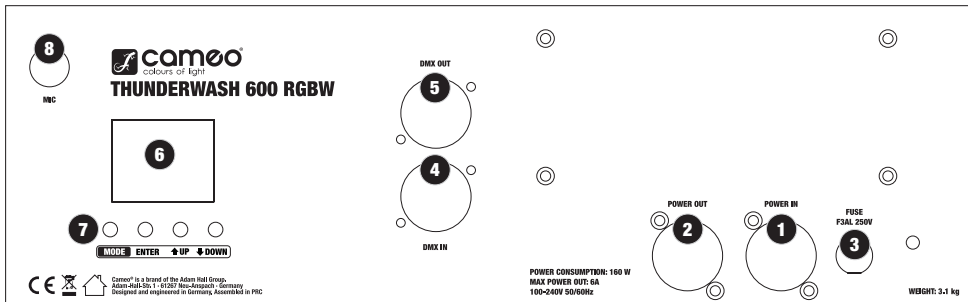 8
MIC
cameo®
colours of light
THUNDERWASH 600 RGBW
6
7
MODE ENTER UP DOWN
CE
Cameo® is a brand of the Adam Hall Group.
Adam-Hall-Str. 1 · 61267 Neu-Anspach · Germany
Designed and engineered in Germany, Assembled in PRC
DMX OUT
5
4
DMX IN
POWER OUT
2
POWER IN
1
FUSE
F3AL 250V
3
POWER CONSUMPTION: 160 W
MAX POWER OUT: 6A
100-240V 50/60Hz
WEIGHT: 3.1 kg